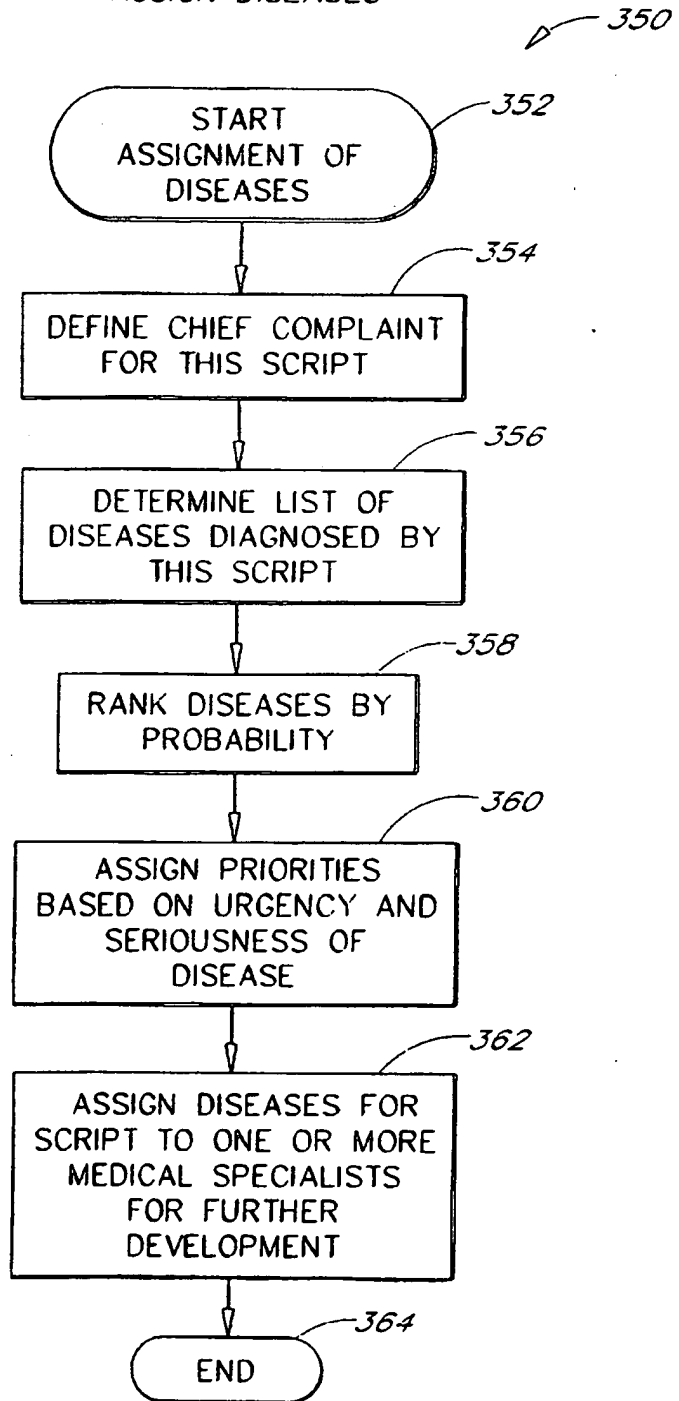 ASSIGN DISEASES
350
START
ASSIGNMENT OF
DISEASES
352
DEFINE CHIEF COMPLAINT
FOR THIS SCRIPT
354
DETERMINE LIST OF
DISEASES DIAGNOSED BY
THIS SCRIPT
356
RANK DISEASES BY
PROBABILITY
358
ASSIGN PRIORITIES
BASED ON URGENCY AND
SERIOUSNESS OF
DISEASE
360
ASSIGN DISEASES FOR
SCRIPT TO ONE OR MORE
MEDICAL SPECIALISTS
FOR FURTHER
DEVELOPMENT
362
END
364